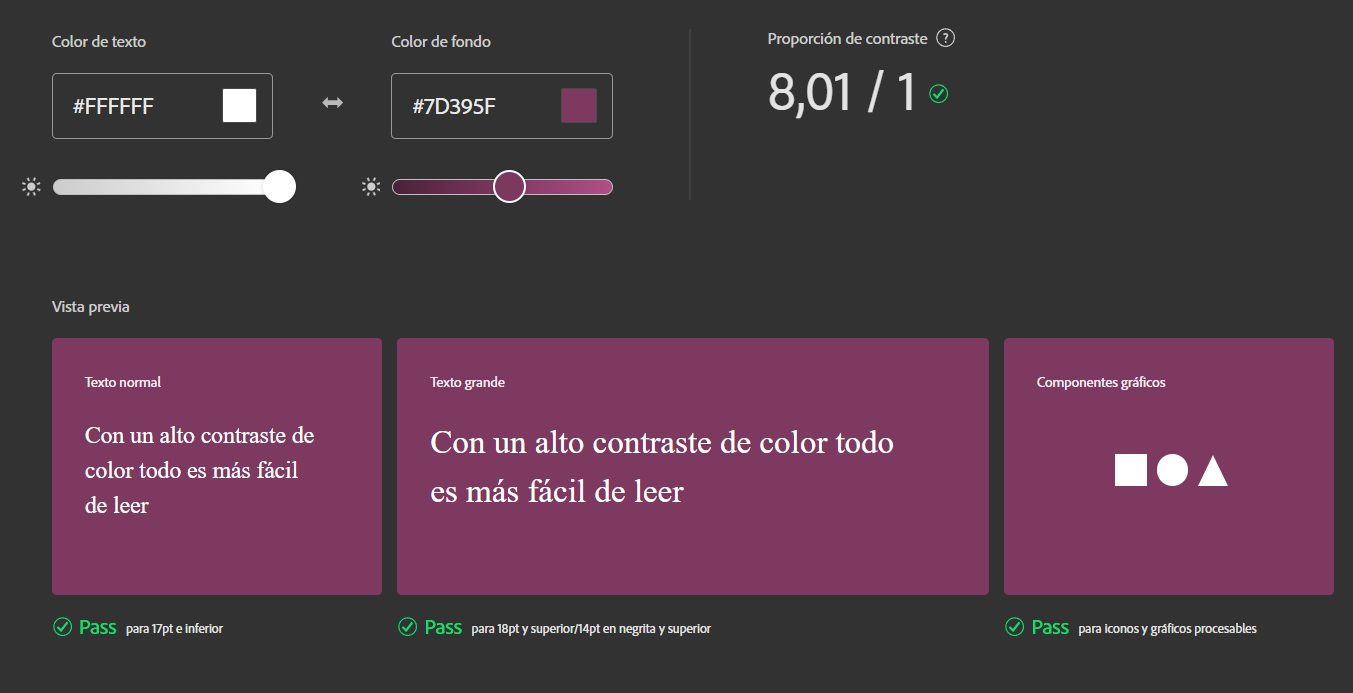 Color de texto
#FFFFFF
Color de fondo
#7D395F
Proporción de contraste ?
8,01 / 1
Vista previa
Texto normal
Con un alto contraste de
color todo es más fácil
de leer
Pass para 17pt e inferior
Texto grande
Con un alto contraste de color todo
es más fácil de leer
Pass para 18pt y superior/14pt en negrita y superior
Componentes gráficos
Pass para iconos y gráficos procesables